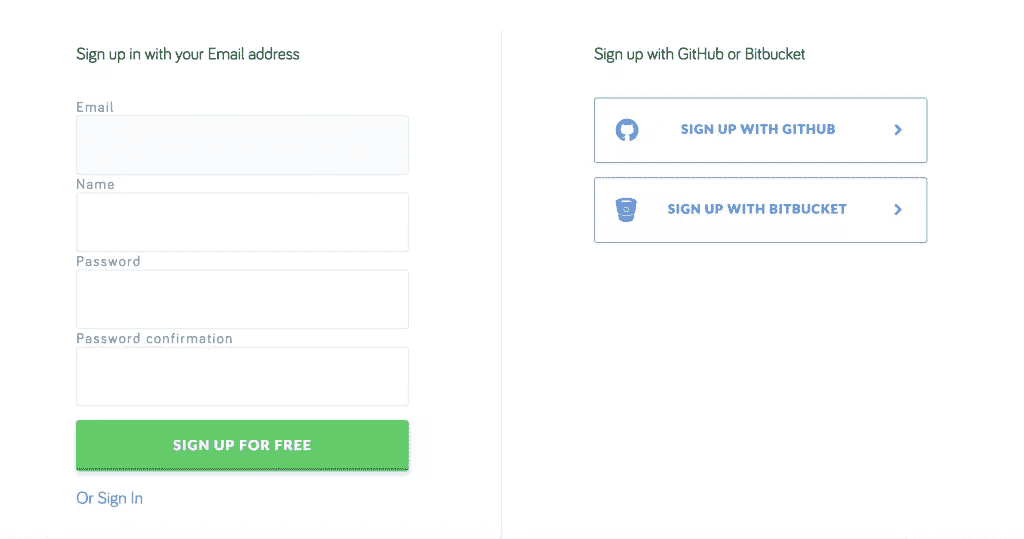 Sign up in with your Email address
Email
Name
Password
Password confirmation
SIGN UP FOR FREE
Or Sign In
Sign up with GitHub or Bitbucket
SIGN UP WITH GITHUB
SIGN UP WITH BITBUCKET